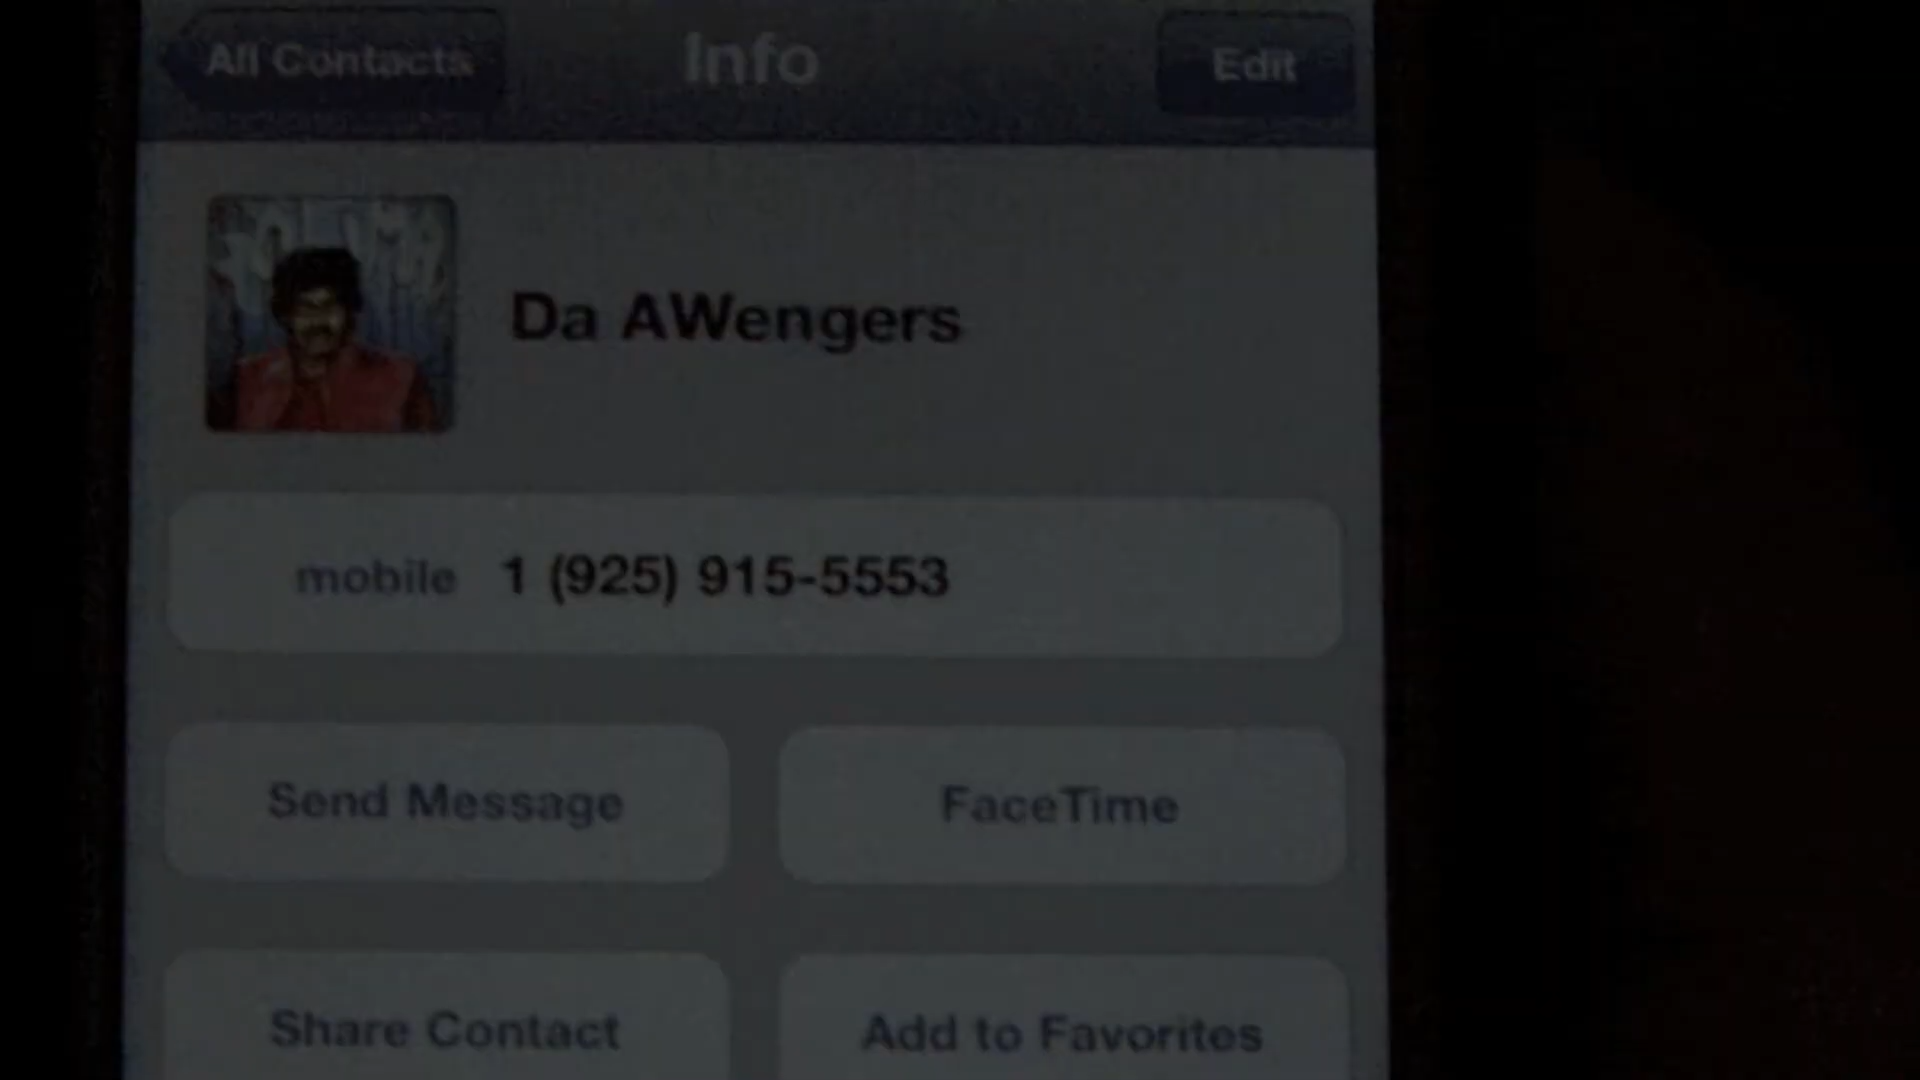 All Contacts Info Edit
Da AWengers
mobile 1 (925) 915-5553
Send Message FaceTime
Share Contact Add to Favorites